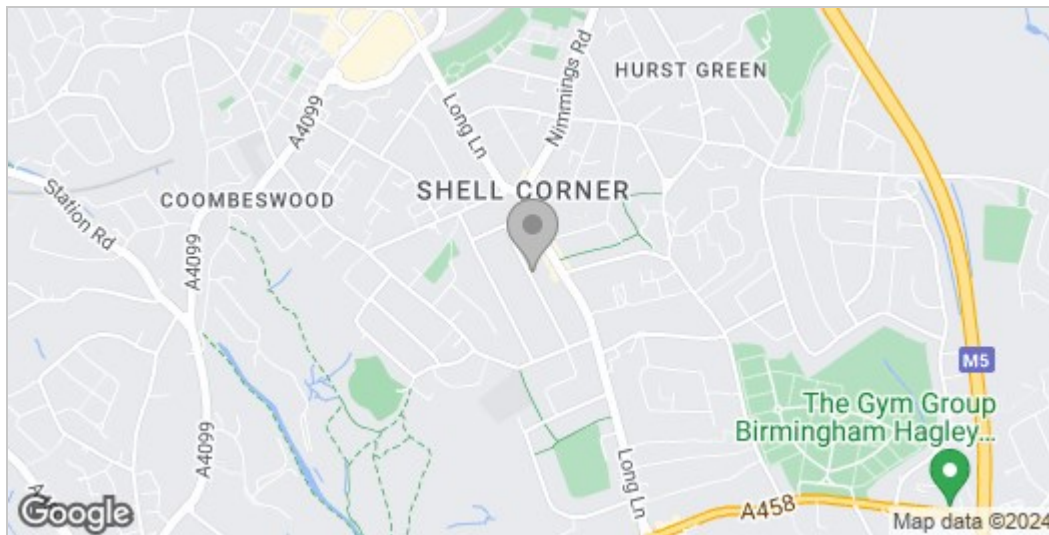 HURST GREEN
Nimmings Rd
Long Ln
A4099
SHELL CORNER
COOMBESWOOD
Station Rd
A4099
M5
The Gym Group
Birmingham Hagley...
A4099
Long Ln
A458
Google
Map data ©2024